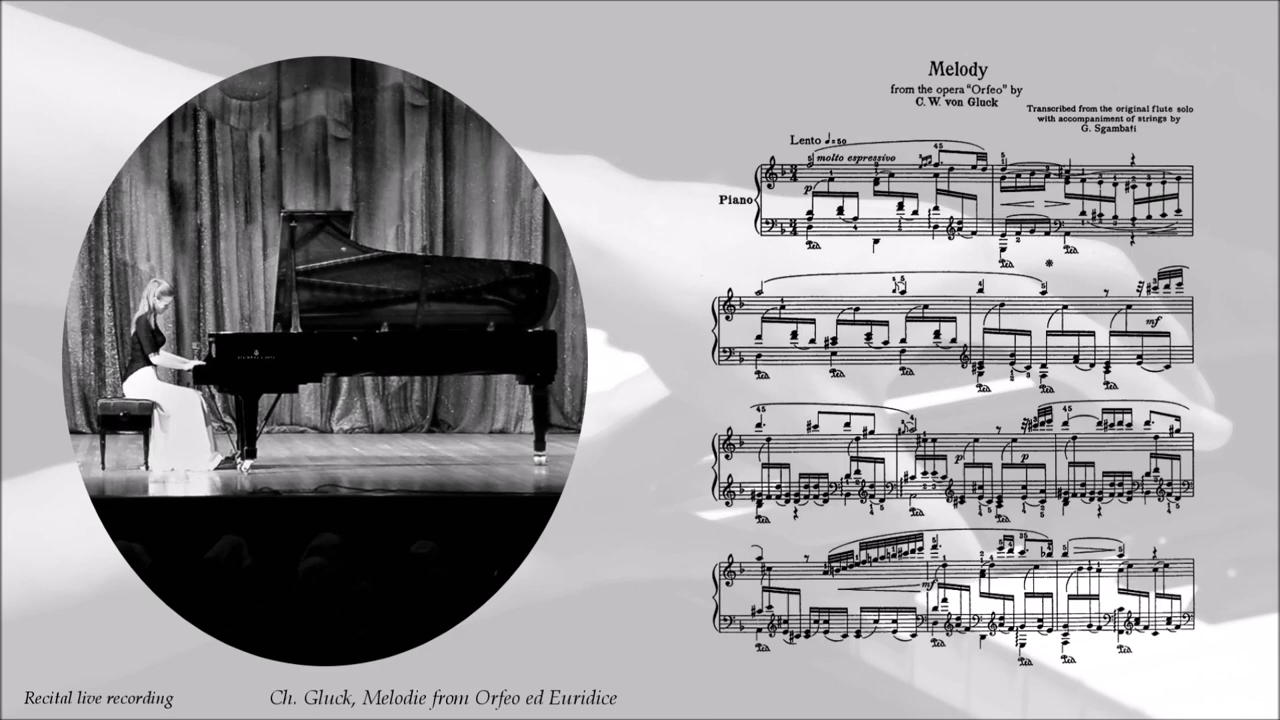 Melody
from the opera "Orfeo" by
C. W. von Gluck
Transcribed from the original flute solo
with accompaniment of strings by
G. Sgambati
Lento ♩=50
molto espressivo
p
Piano
mf
p
p
mf
Recital live recording
Ch. Gluck, Melodie from Orfeo ed Euridice